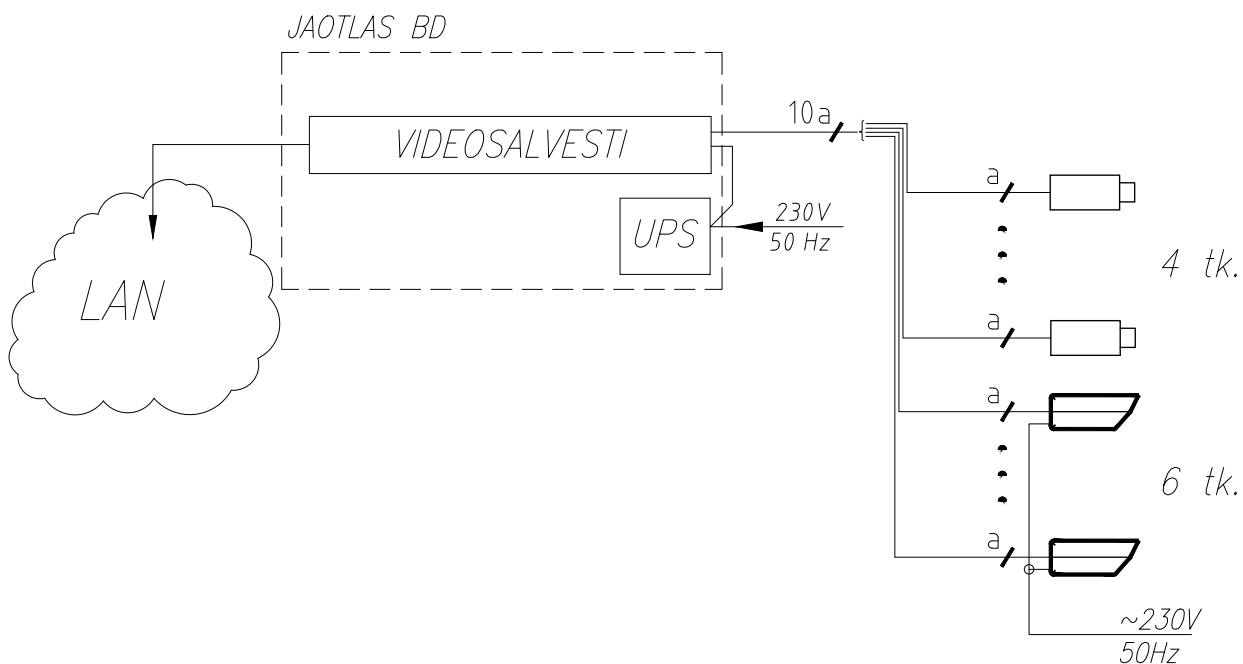 JAOTLAS BD
VIDEOSALVESTI
10a
UPS
230V
50 Hz
LAN
a
4 tk.
a
a
6 tk.
a
~230V
50Hz